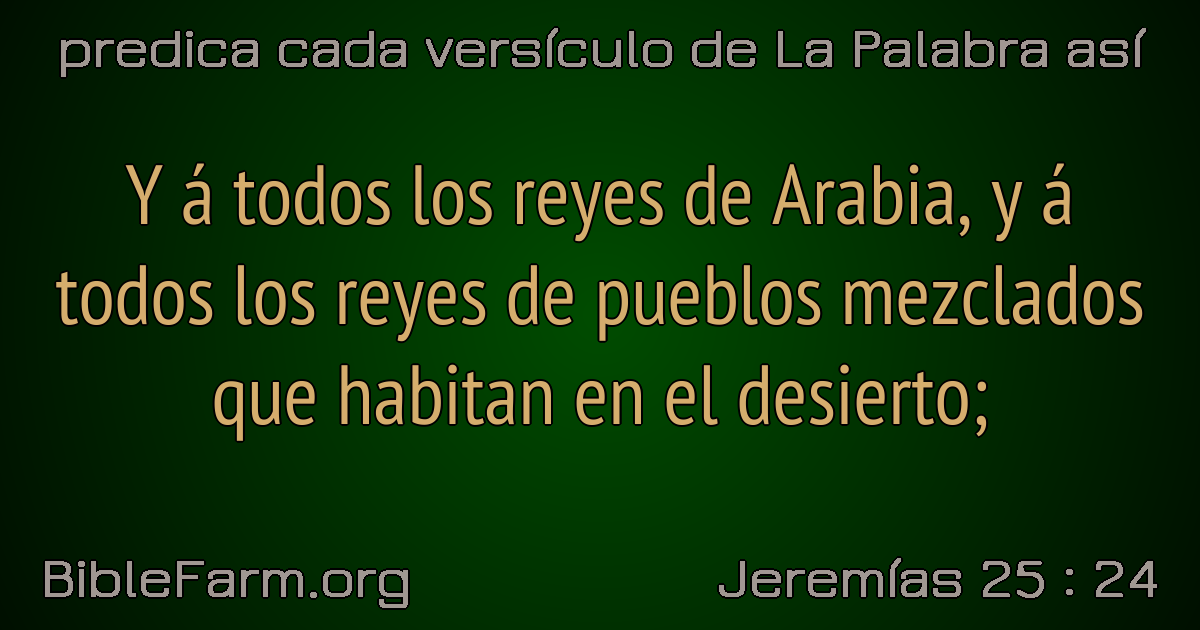 predica cada versículo de La Palabra así
Y á todos los reyes de Arabia, y á
todos los reyes de pueblos mezclados
que habitan en el desierto;
BibleFarm.org
Jeremías 25 : 24